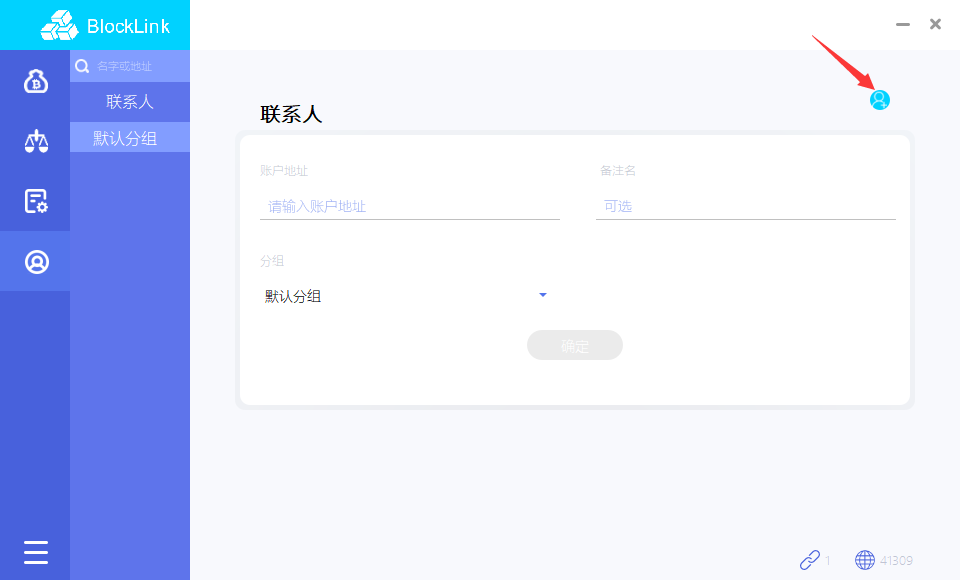 BlockLink
名字或地址
联系人
默认分组
联系人
账户地址
备注名
请输入账户地址
可选
分组
默认分组
确定
1
41309